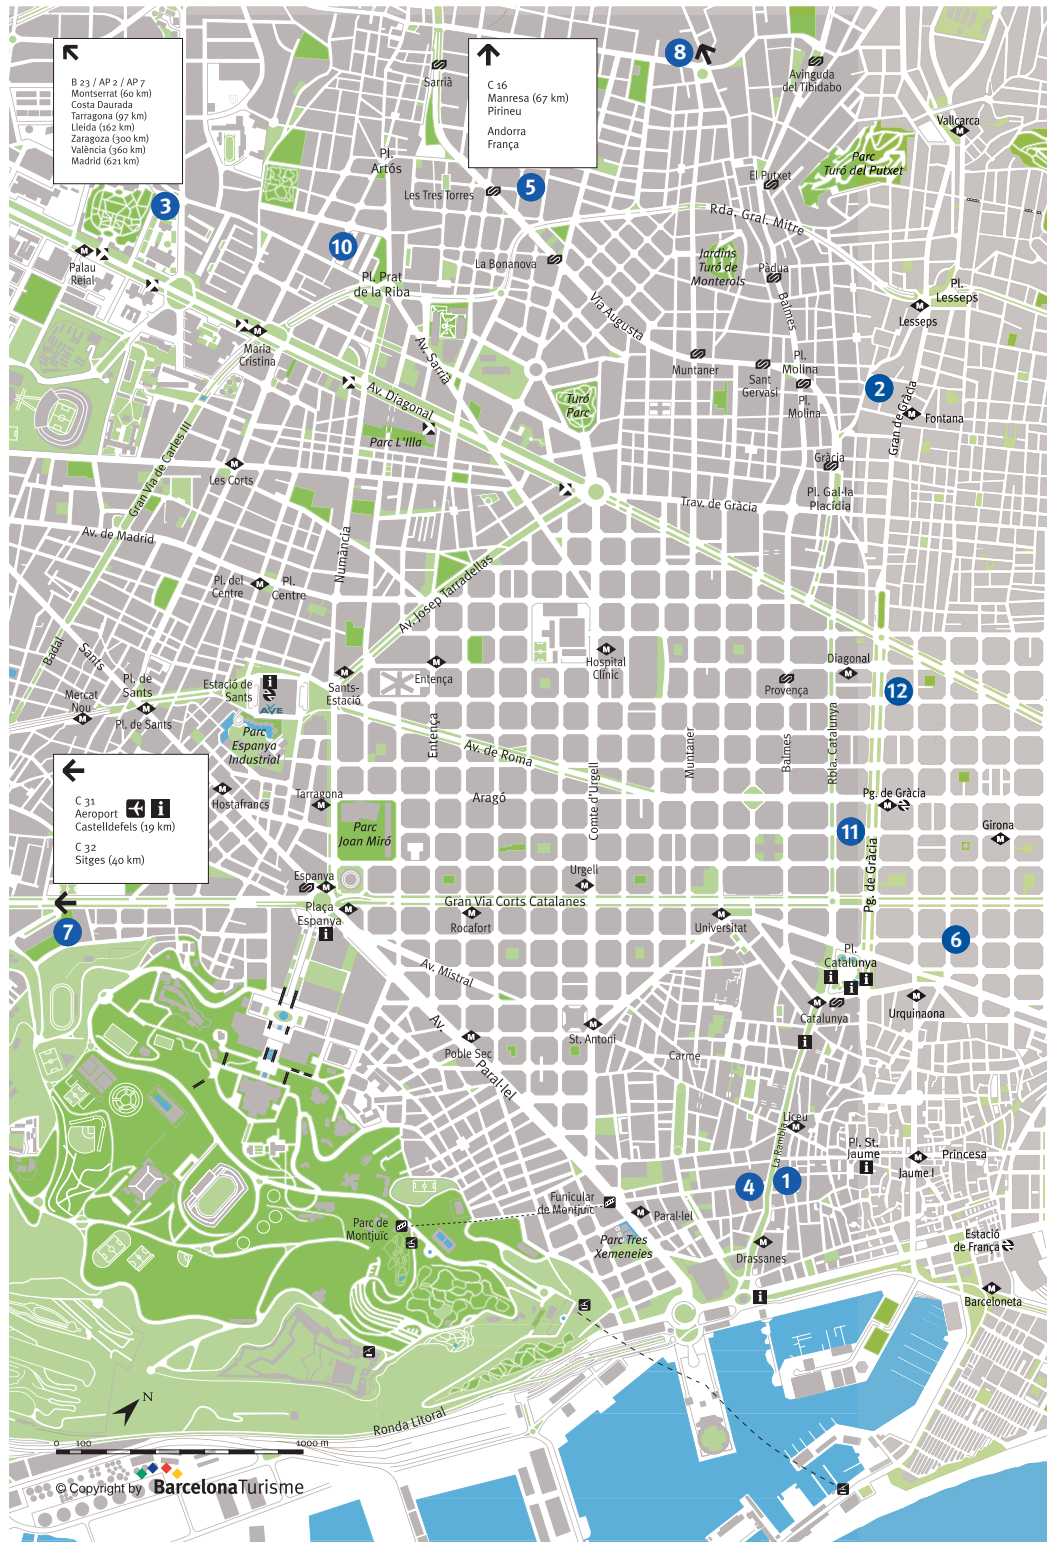 B 23 / AP 2 / AP 7
Montserrat (60 km)
Costa Daurada
Tarragona (97 km)
Lleida (162 km)
Zaragoza (300 km)
València (360 km)
Madrid (621 km)
C 16
Manresa (67 km)
Pirineu
Andorra
França
8
Sarrià
Avinguda
del Tibidabo
Vallcarca
Pl.
Artós
Parc
Turó del Putxet
El Putxet
Les Tres Torres
5
3
Rda. Gral. Mitre
10
Palau
Reial
La Bonanova
Jardins
Turó de
Monterols
Pàdua
Pl. Prat
de la Riba
Pl.
Lesseps
Lesseps
Via Augusta
Balmes
Maria
Cristina
Av. Sarrià
Muntaner
Sant
Gervasi
Pl.
Molina
Pl.
Molina
2
Av. Diagonal
Turó
Parc
Gran de Gràcia
Fontana
Parc L'Illa
Gran Via de Carles III
Les Corts
Gràcia
Pl. Gal·la
Placídia
Trav. de Gràcia
Av. de Madrid
Numància
Pl. del
Centre
Pl.
Centre
Av. Josep Tarradellas
Badal
Sants
Hospital
Clínic
Diagonal
Entença
Provença
Pl. de
Sants
Estació de
Sants
Sants-
Estació
Mercat
Nou
12
AVE
Pl. de Sants
Parc
Espanya
Industrial
Entença
Av. de Roma
Muntaner
Balmes
Rbla. Catalunya
C 31
Aeroport
Castelldefels (19 km)
C 32
Sitges (40 km)
Hostafrancs
Tarragona
Aragó
Comte d'Urgell
Pg. de Gràcia
Girona
11
Parc
Joan Miró
Espanya
Urgell
Pg. de Gràcia
Plaça
Espanya
Gran Via Corts Catalanes
Rocafort
Universitat
7
6
Pl.
Catalunya
Av. Mistral
Catalunya
Urquinaona
Av.
Paral·lel
Poble Sec
St. Antoni
Carme
Liceu
La Rambla
Pl. St.
Jaume
Princesa
Jaume I
4
1
Funicular
de Montjuïc
Paral·lel
Parc de
Montjuïc
Parc Tres
Xemeneies
Drassanes
Estació
de França
Barceloneta
N
Ronda Litoral
0 100 1000 m
© Copyright by BarcelonaTurisme